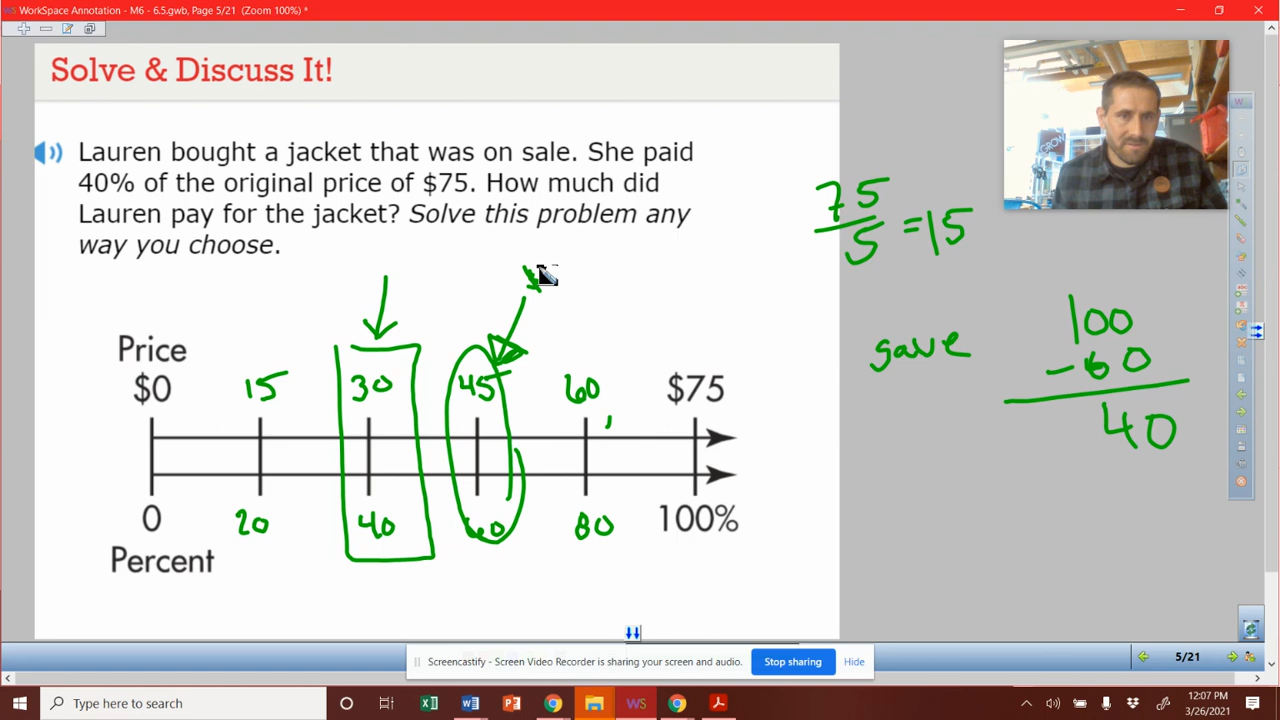 WorkSpace Annotation - M6 - 6.5.gwb, Page 5/21 (Zoom 100%) *
Solve & Discuss It!
Lauren bought a jacket that was on sale. She paid
40% of the original price of $75. How much did
Lauren pay for the jacket? Solve this problem any
way you choose.
75
5
=15
save
100
-60
40
Price
$0 15 30 45 60 $75
0 20 40 60 80 100%
Percent
Screencastify - Screen Video Recorder is sharing your screen and audio.
Stop sharing
Hide
5/21
Type here to search
12:07 PM
3/26/2021